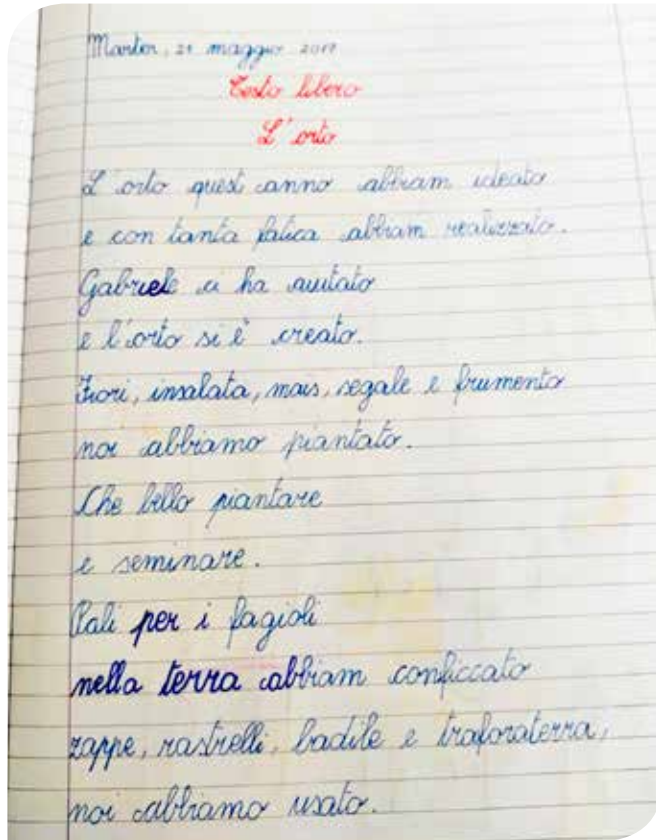 Marter, 21 maggio 2019
Testo libero
L'orto
L'orto quest'anno abbiam ideato
e con tanta fatica abbiam realizzato.
Gabriele ci ha aiutato
e l'orto si è creato.
Fiori, insalata, mais, segale e frumento
noi abbiamo piantato.
Che bello piantare
e seminare.
Pali per i fagioli
nella terra abbiam conficcato
zappe, rastrelli, badile e traforaterra,
noi abbiamo usato.